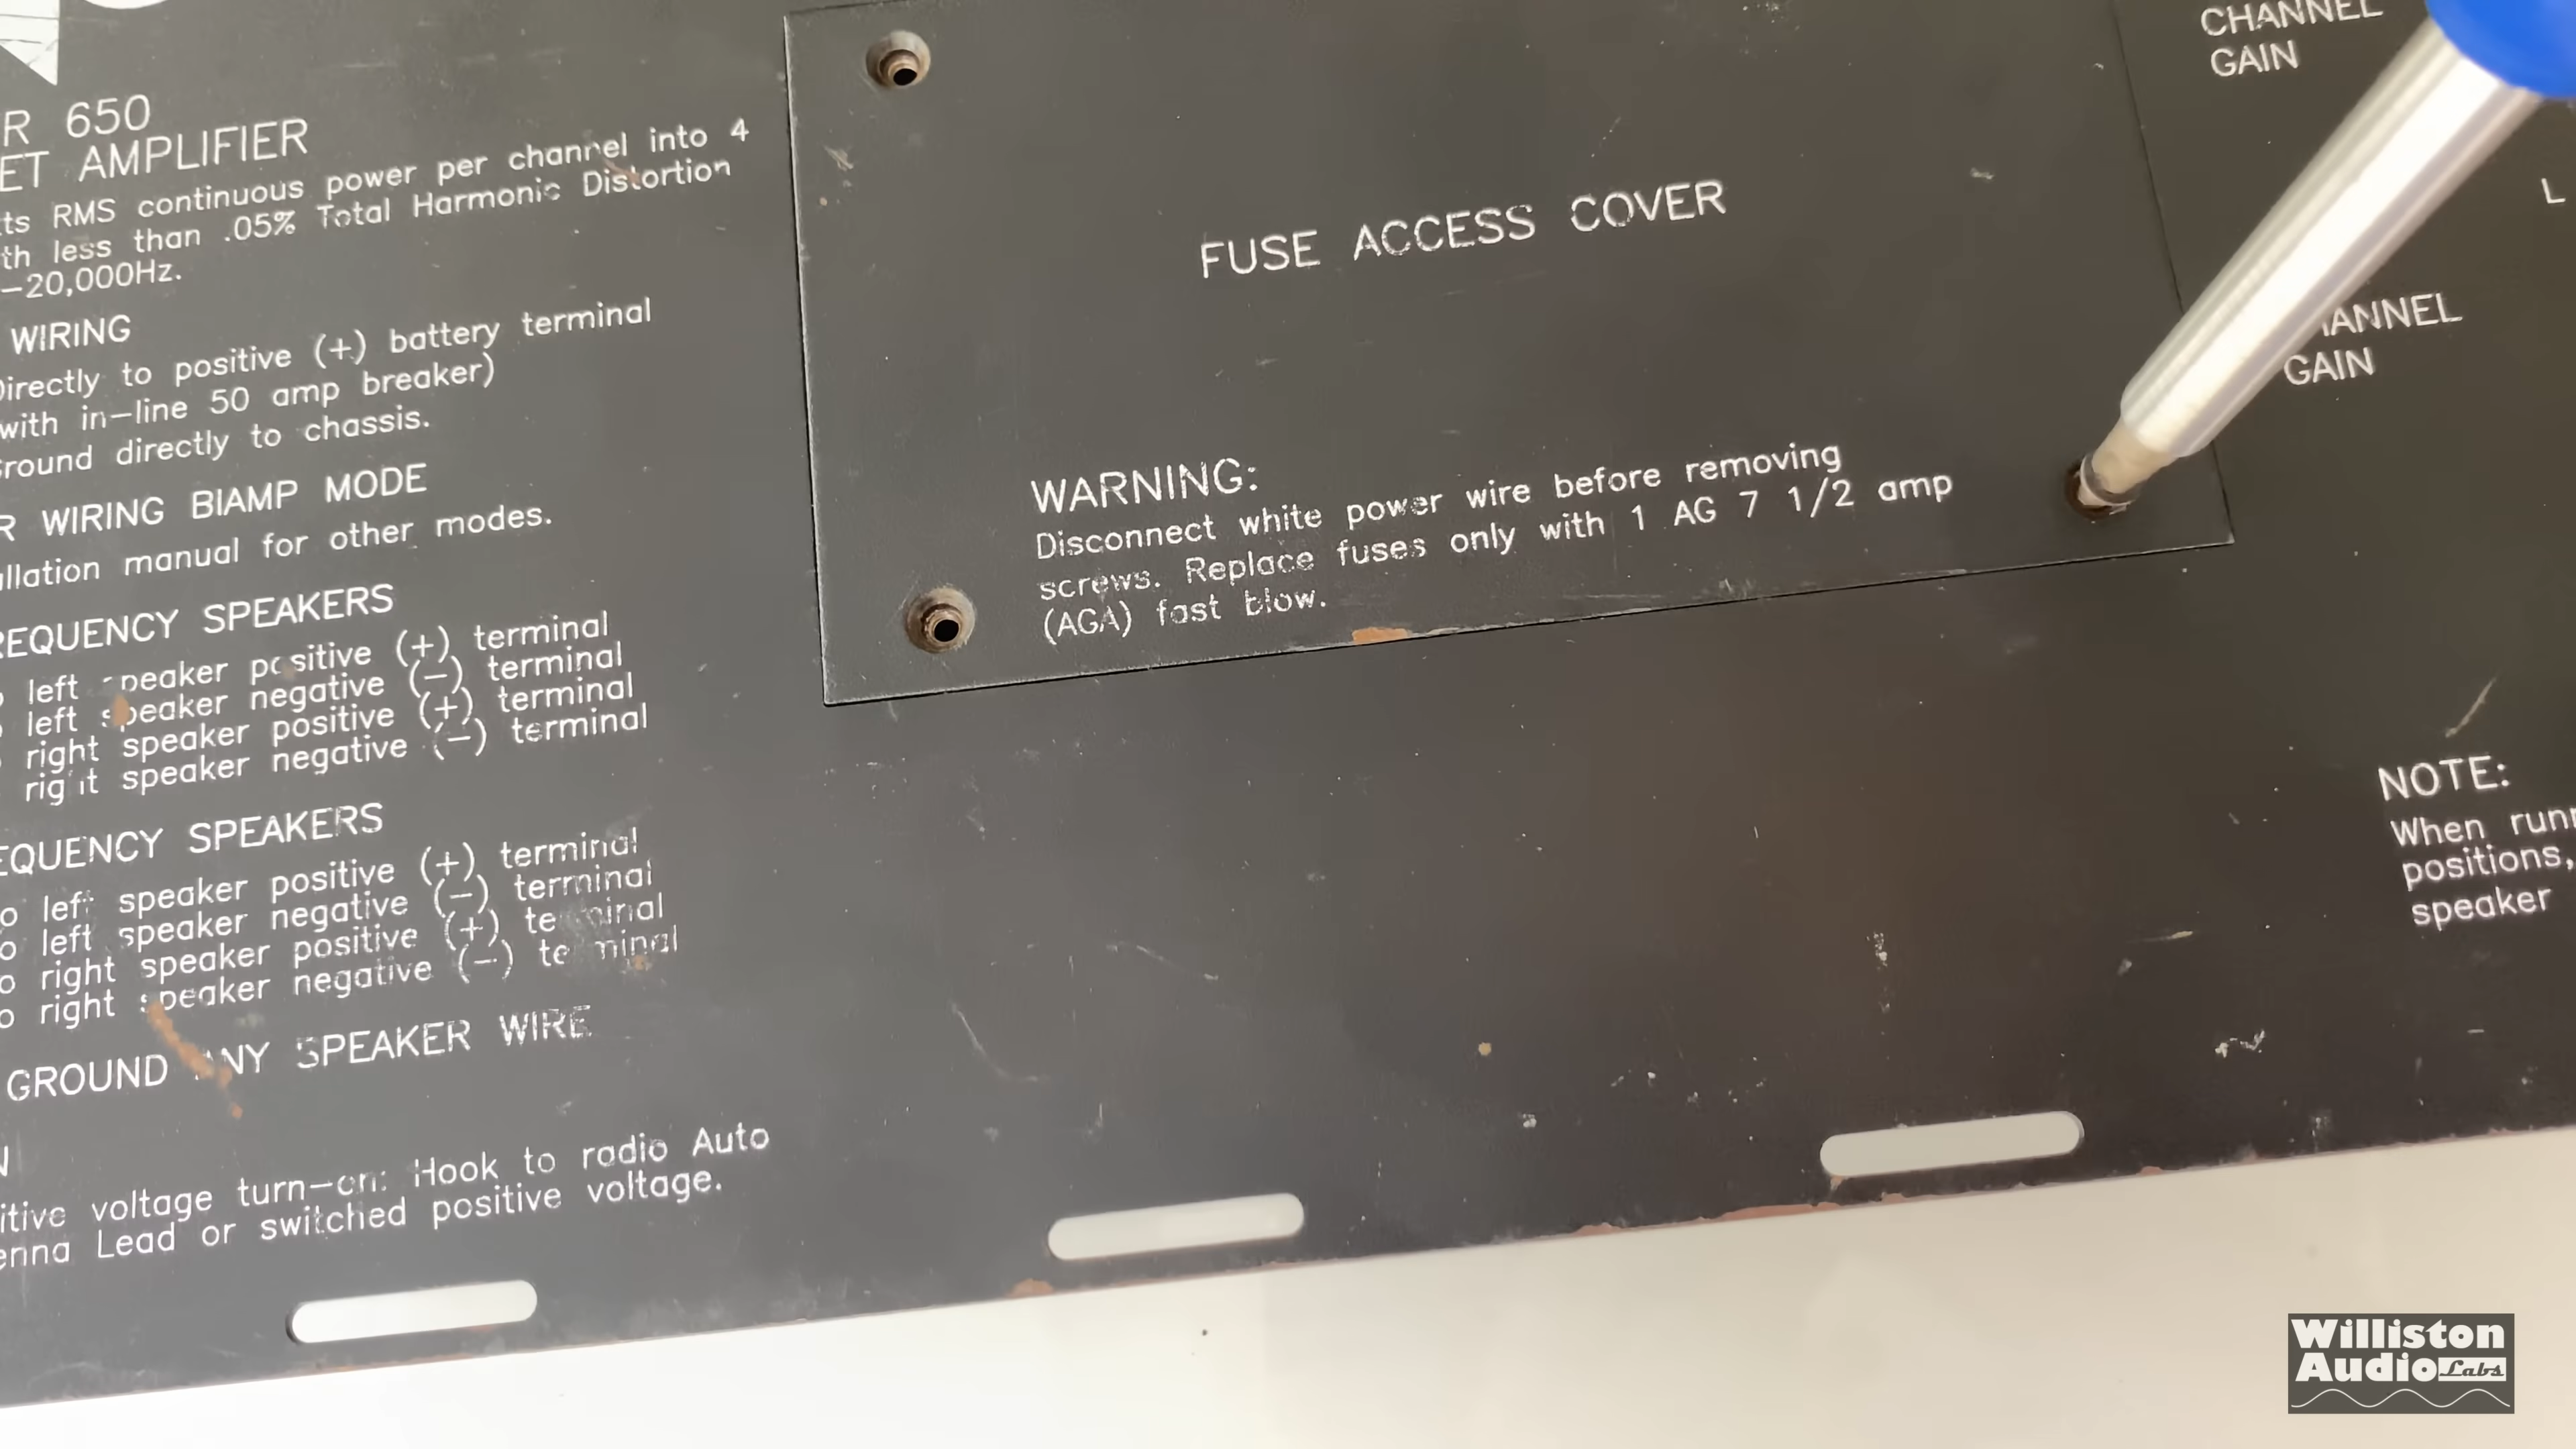 R 650
ET AMPLIFIER
ts RMS continuous power per channel into 4
th less than .05% Total Harmonic Distortion
–20,000Hz.
WIRING
Directly to positive (+) battery terminal
with in–line 50 amp breaker)
Ground directly to chassis.
R WIRING BIAMP MODE
llation manual for other modes.
REQUENCY SPEAKERS
left speaker positive (+) terminal
left speaker negative (–) terminal
right speaker positive (+) terminal
right speaker negative (–) terminal
EQUENCY SPEAKERS
o left speaker positive (+) terminal
o left speaker negative (–) terminal
o right speaker positive (+) terminal
o right speaker negative (–) terminal
GROUND ANY SPEAKER WIRE
N
itive voltage turn–on: Hook to radio Auto
enna Lead or switched positive voltage.
FUSE ACCESS COVER
WARNING:
Disconnect white power wire before removing
screws. Replace fuses only with 1 AG 7 1/2 amp
(AGA) fast blow.
CHANNEL
GAIN
L
ANNEL
GAIN
NOTE:
When runn
positions,
speaker
Williston
Audio Labs